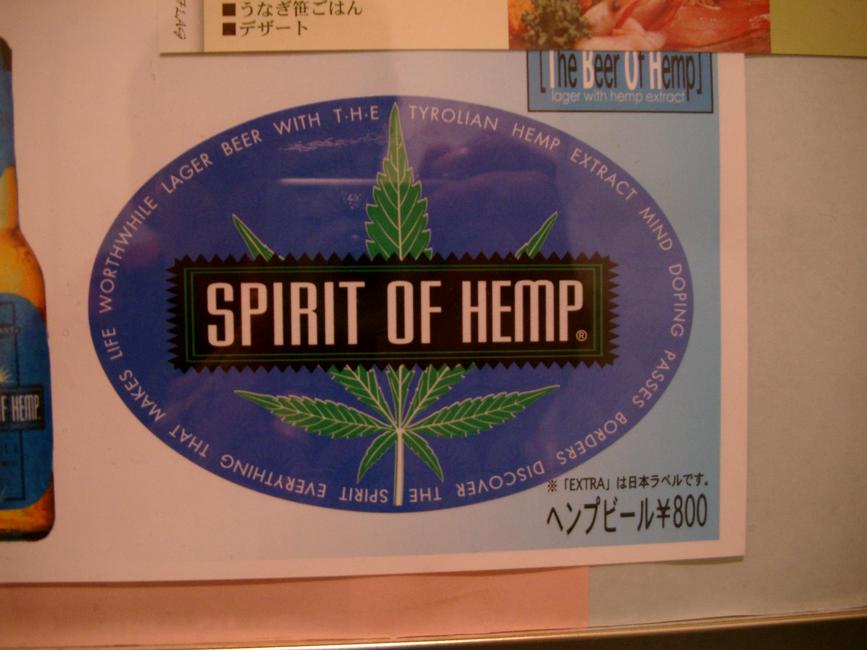 ■うなぎ笹ごはん
■デザート
[The Beer Of Hemp]
lager with hemp extract
LAGER BEER WITH T·H·E TYROLIAN HEMP EXTRACT MIND DOPING PASSES BORDERS DISCOVER THE SPIRIT EVERYTHING THAT MAKES LIFE WORTHWHILE
SPIRIT OF HEMP®
F HEMP
※「EXTRA」は日本ラベルです。
ヘンプビール¥800